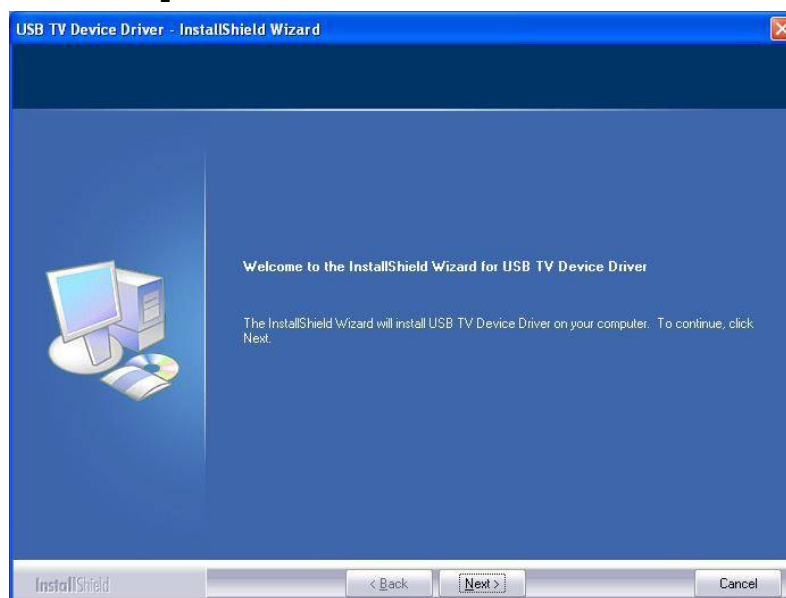 USB TV Device Driver - InstallShield Wizard
Welcome to the InstallShield Wizard for USB TV Device Driver
The InstallShield Wizard will install USB TV Device Driver on your computer. To continue, click
Next.
InstallShield
< Back
Next >
Cancel